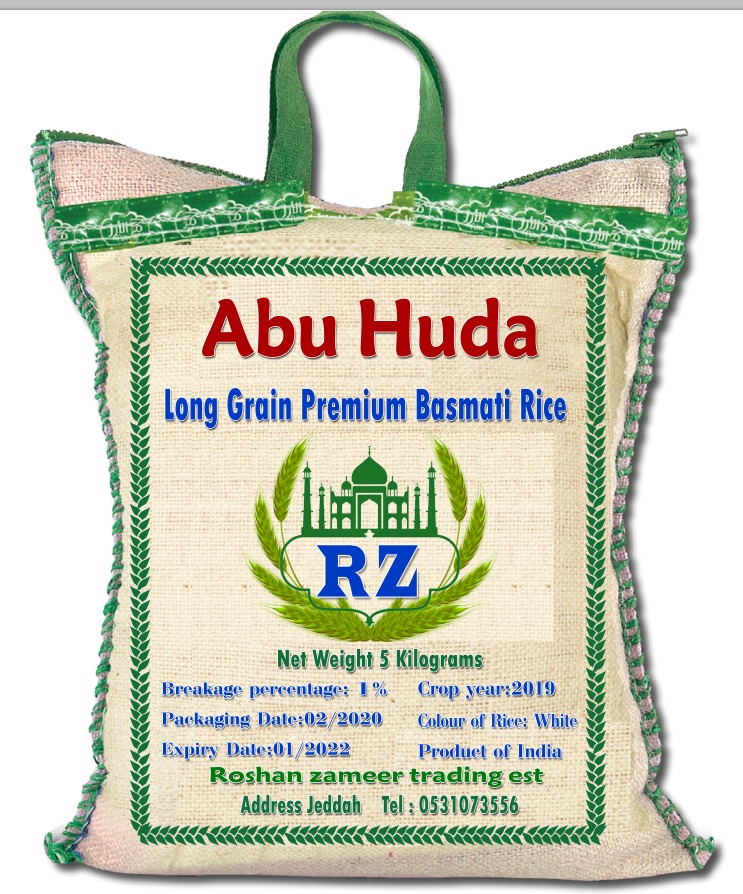 Abu Huda
Long Grain Premium Basmati Rice
RZ
Net Weight 5 Kilograms
Breakage percentage: 1% Crop year:2019
Packaging Date:02/2020 Colour of Rice: White
Expiry Date:01/2022 Product of India
Roshan zameer trading est
Address Jeddah Tel : 0531073556